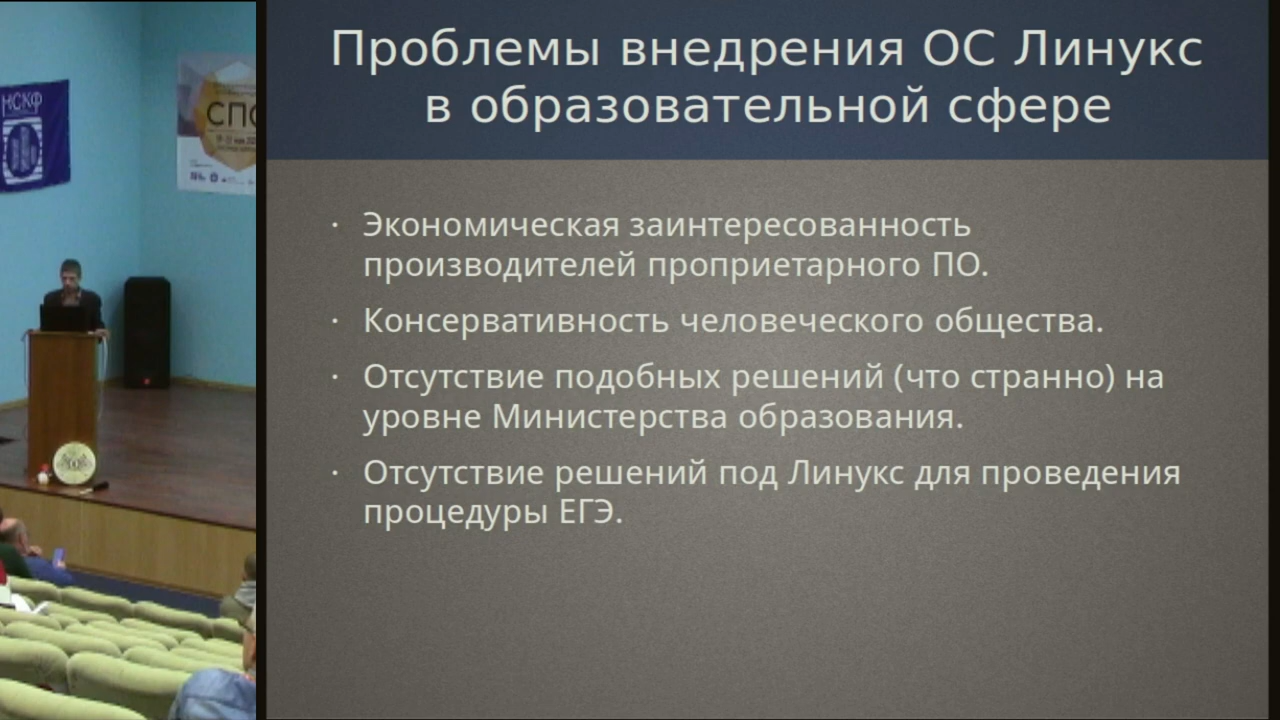 НСКФ
СПО
Проблемы внедрения ОС Линукс
в образовательной сфере
· Экономическая заинтересованность
производителей проприетарного ПО.
· Консервативность человеческого общества.
· Отсутствие подобных решений (что странно) на
уровне Министерства образования.
· Отсутствие решений под Линукс для проведения
процедуры ЕГЭ.